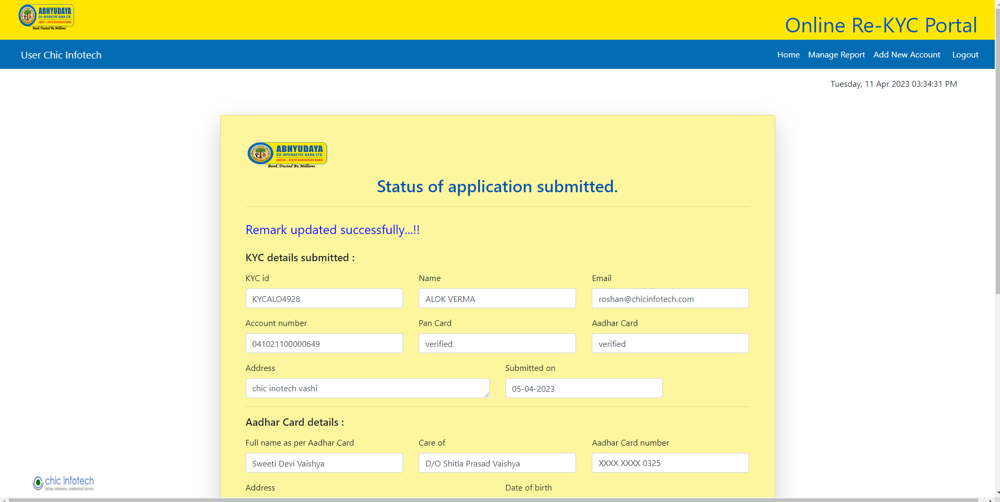 ABHYUDAYA
CO-OPERATIVE BANK LTD.
(MULTI - STATE SCHEDULED BANK)
Bank Trusted By Millions
Online Re-KYC Portal
User Chic Infotech
Home Manage Report Add New Account Logout
Tuesday, 11 Apr 2023 03:34:31 PM
ABHYUDAYA
CO-OPERATIVE BANK LTD.
(MULTI - STATE SCHEDULED BANK)
Bank Trusted By Millions
Status of application submitted.
Remark updated successfully...!!
KYC details submitted :
KYC id Name Email
KYCALO4928 ALOK VERMA roshan@chicinfotech.com
Account number Pan Card Aadhar Card
041021100000649 verified verified
Address Submitted on
chic inotech vashi 05-04-2023
Aadhar Card details :
Full name as per Aadhar Card Care of Aadhar Card number
Sweeti Devi Vaishya D/O Shitla Prasad Vaishya XXXX XXXX 0325
Address Date of birth
chic infotech
prime solutions, committed service